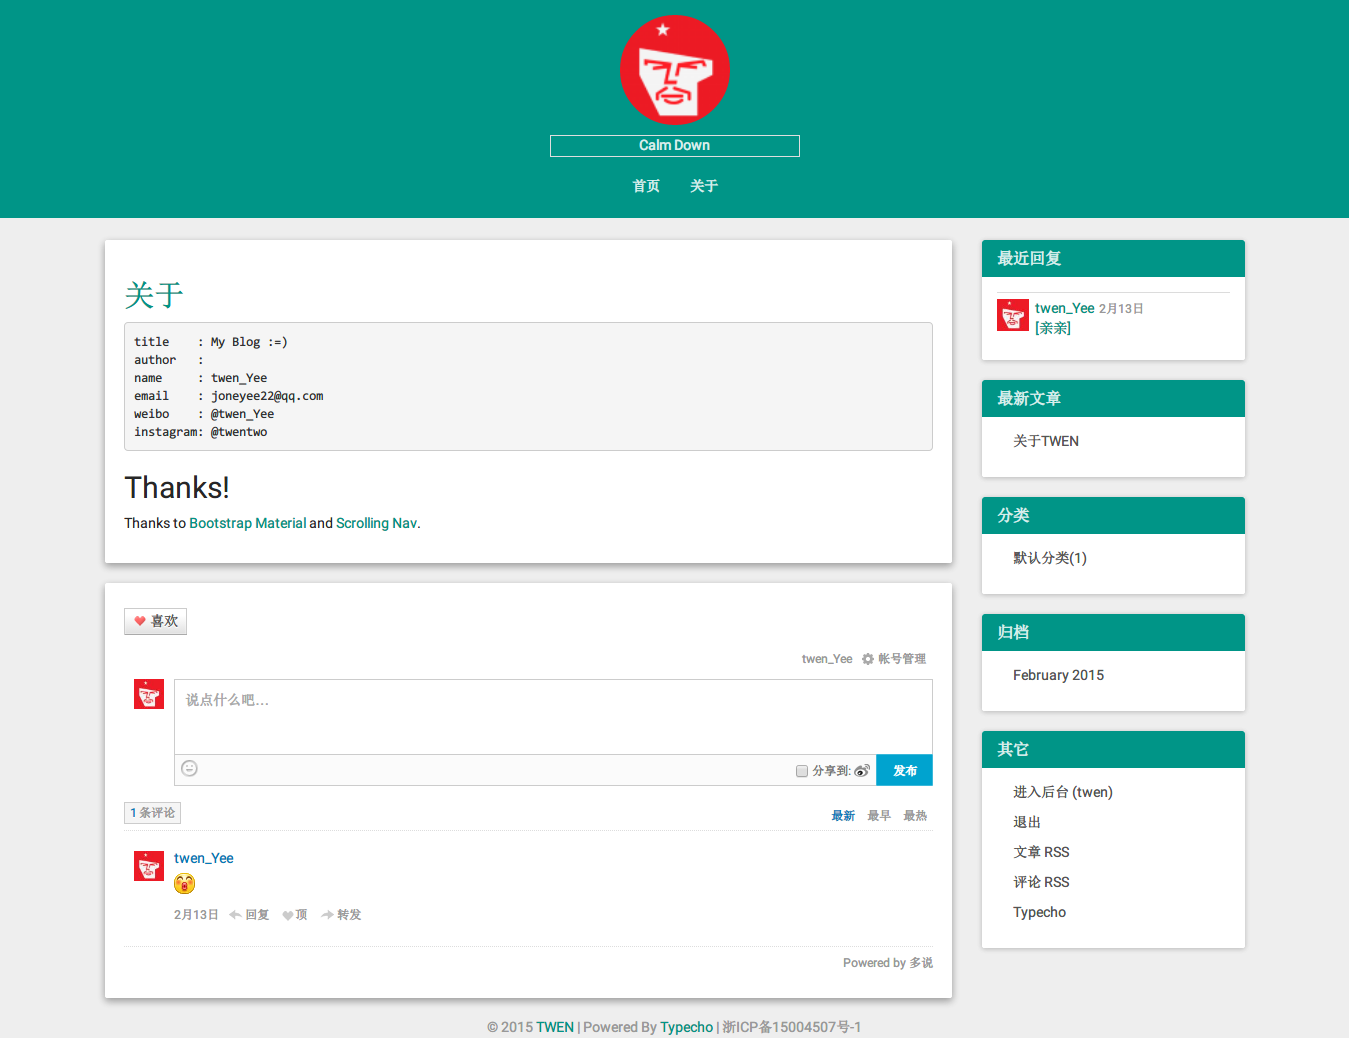 Calm Down
首页 关于
关于
title    : My Blog :=)
author   :
name     : twen_Yee
email    : joneyee22@qq.com
weibo    : @twen_Yee
instagram: @twentwo
Thanks!
Thanks to Bootstrap Material and Scrolling Nav.
喜欢
twen_Yee 帐号管理
说点什么吧...
分享到: 发布
1 条评论 最新 最早 最热
twen_Yee
2月13日 回复 顶 转发
Powered by 多说
最近回复
twen_Yee 2月13日
[亲亲]
最新文章
关于TWEN
分类
默认分类(1)
归档
February 2015
其它
进入后台 (twen)
退出
文章 RSS
评论 RSS
Typecho
© 2015 TWEN | Powered By Typecho | 浙ICP备15004507号-1